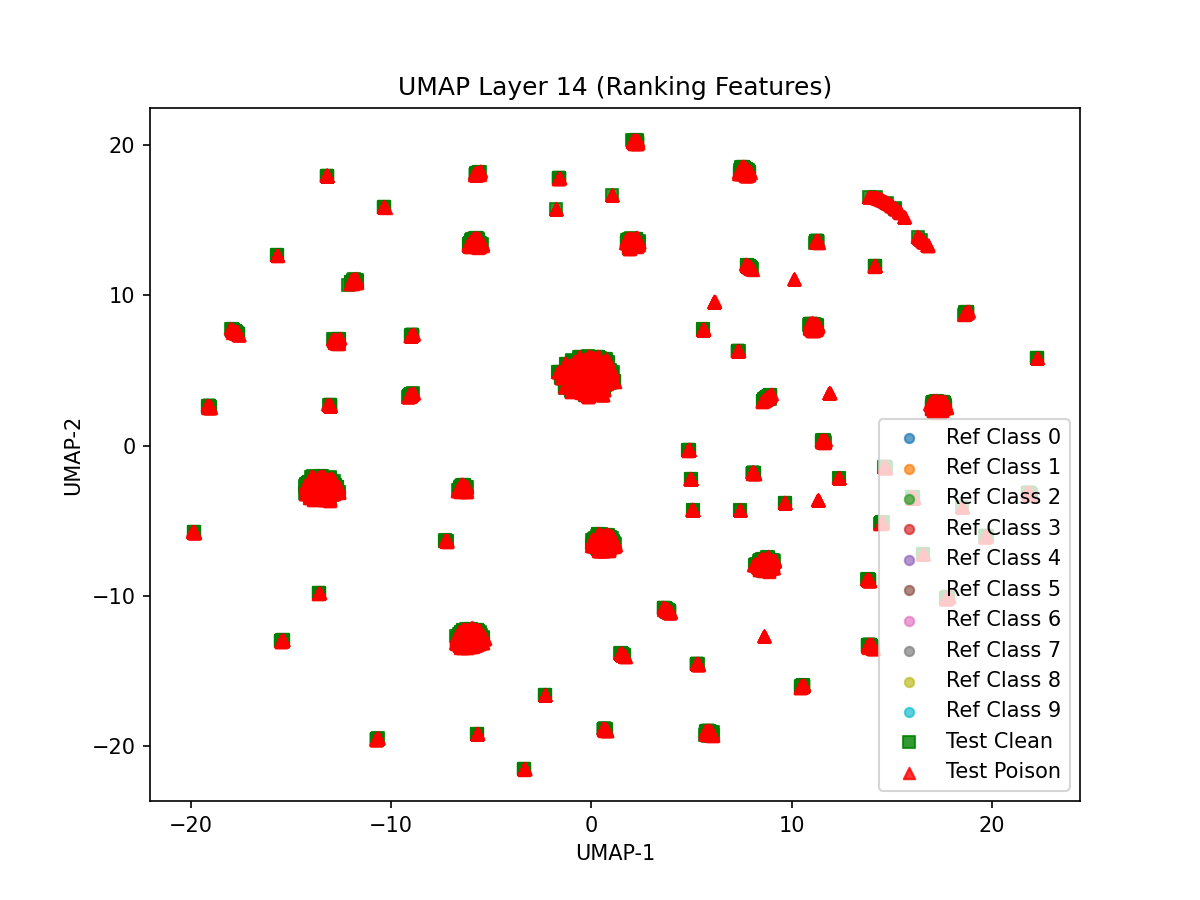 UMAP Layer 14 (Ranking Features)
20
10
0
−10
−20
UMAP-2
−20
−10
0
10
20
UMAP-1
Ref Class 0
Ref Class 1
Ref Class 2
Ref Class 3
Ref Class 4
Ref Class 5
Ref Class 6
Ref Class 7
Ref Class 8
Ref Class 9
Test Clean
Test Poison